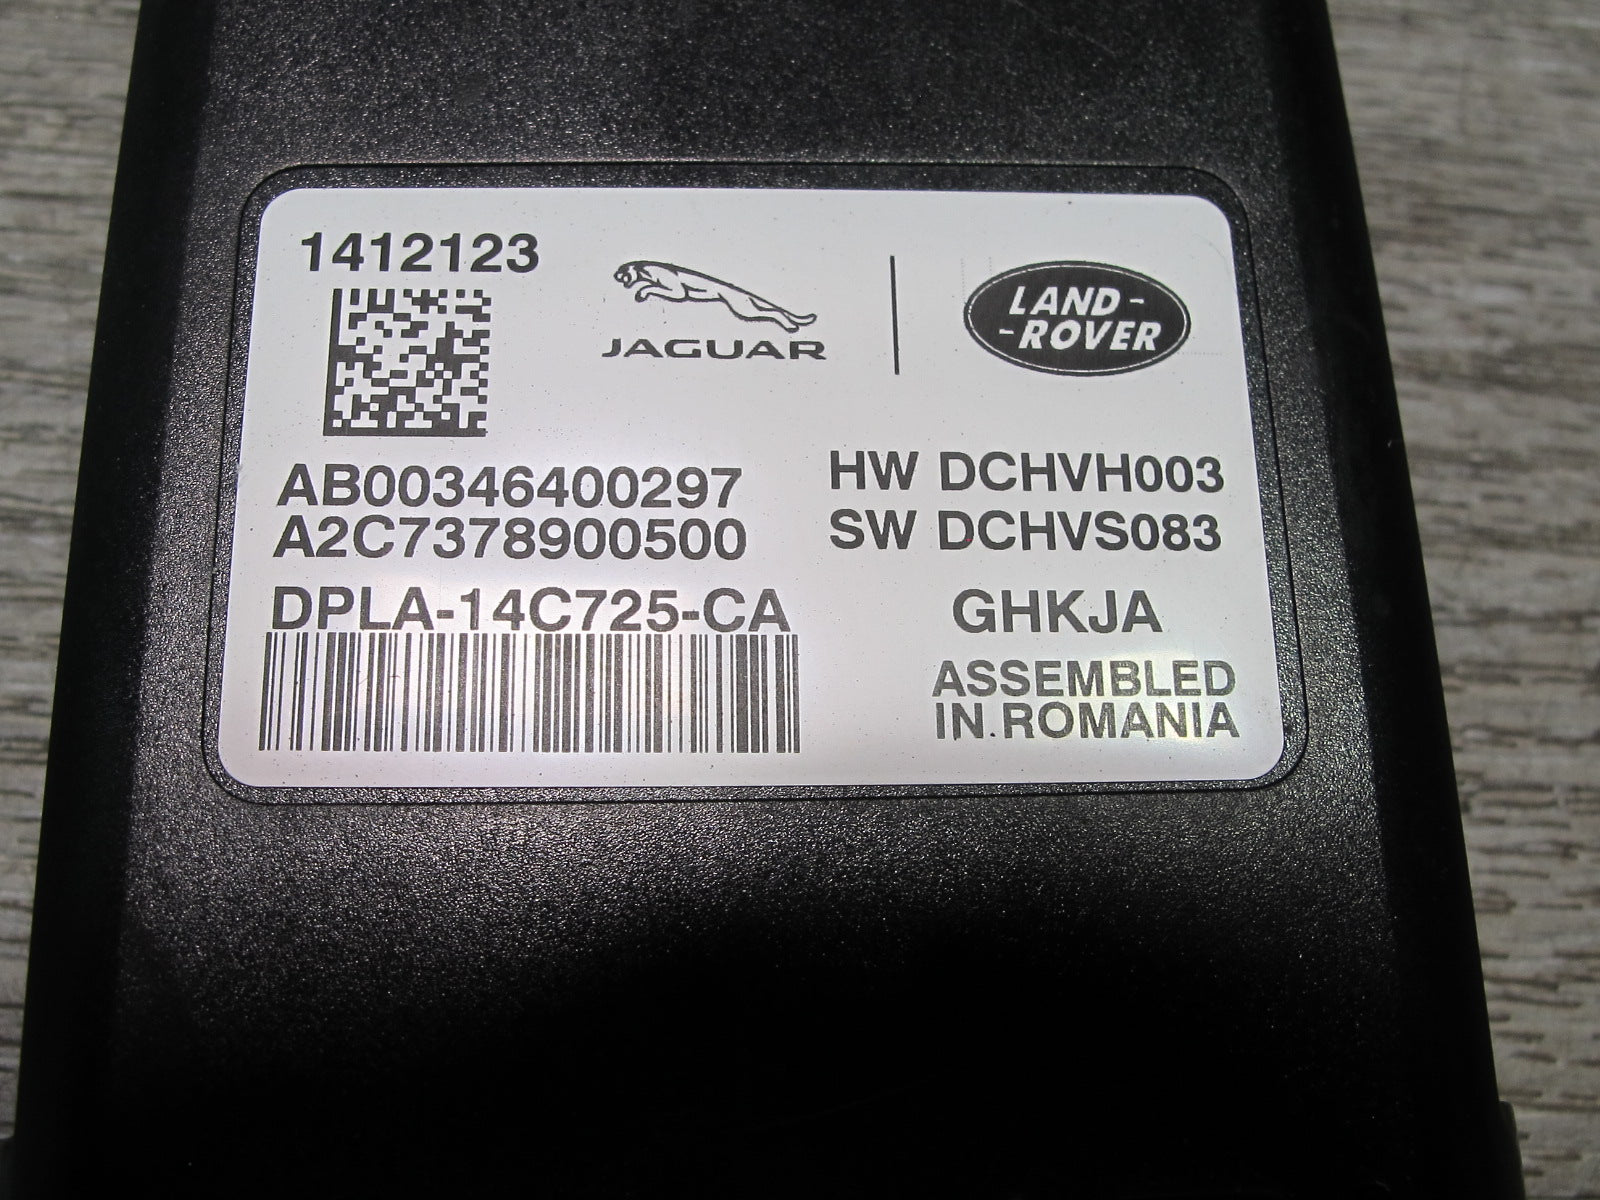 1412123
JAGUAR
LAND-
-ROVER
AB00346400297
A2C7378900500
HW DCHVH003
SW DCHVS083
DPLA-14C725-CA
GHKJA
ASSEMBLED
IN.ROMANIA